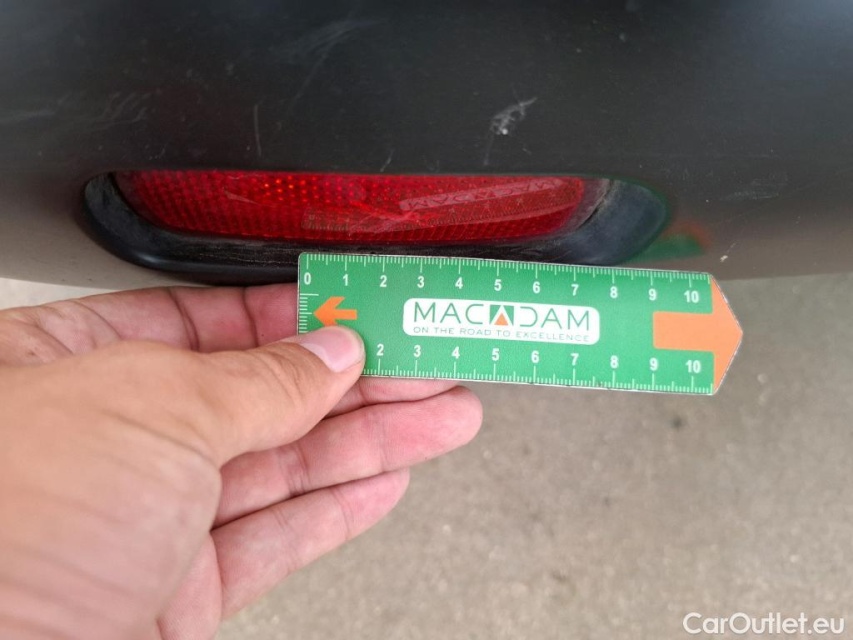 0 1 2 3 4 5 6 7 8 9 10
MACADAM
ON THE ROAD TO EXCELLENCE
2 3 4 5 6 7 8 9 10
CarOutlet.eu